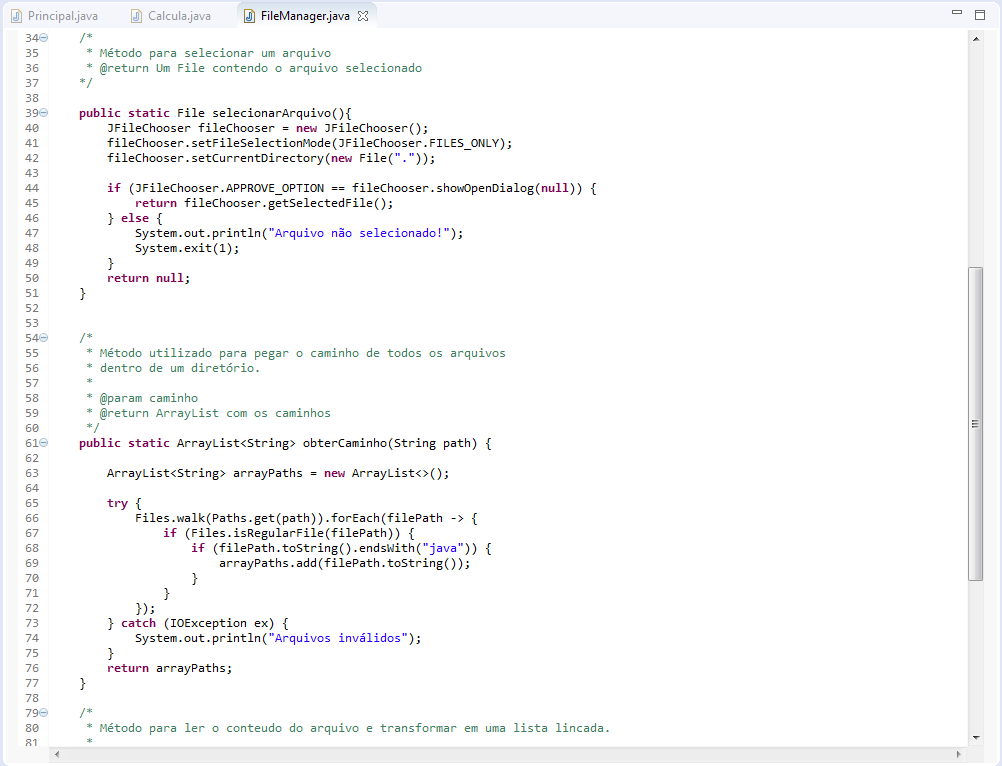 Principal.java Calcula.java FileManager.java
34 /*
35 * Método para selecionar um arquivo
36 * @return Um File contendo o arquivo selecionado
37 */
38
39 public static File selecionarArquivo(){
40 JFileChooser fileChooser = new JFileChooser();
41 fileChooser.setFileSelectionMode(JFileChooser.FILES_ONLY);
42 fileChooser.setCurrentDirectory(new File("."));
43
44 if (JFileChooser.APPROVE_OPTION == fileChooser.showOpenDialog(null)) {
45 return fileChooser.getSelectedFile();
46 } else {
47 System.out.println("Arquivo não selecionado!");
48 System.exit(1);
49 }
50 return null;
51 }
52
53
54 /*
55 * Método utilizado para pegar o caminho de todos os arquivos
56 * dentro de um diretório.
57 *
58 * @param caminho
59 * @return ArrayList com os caminhos
60 */
61 public static ArrayList<String> obterCaminho(String path) {
62
63 ArrayList<String> arrayPaths = new ArrayList<>();
64
65 try {
66 Files.walk(Paths.get(path)).forEach(filePath -> {
67 if (Files.isRegularFile(filePath)) {
68 if (filePath.toString().endsWith("java")) {
69 arrayPaths.add(filePath.toString());
70 }
71 }
72 });
73 } catch (IOException ex) {
74 System.out.println("Arquivos inválidos");
75 }
76 return arrayPaths;
77 }
78
79 /*
80 * Método para ler o conteudo do arquivo e transformar em uma lista lincada.
81 *